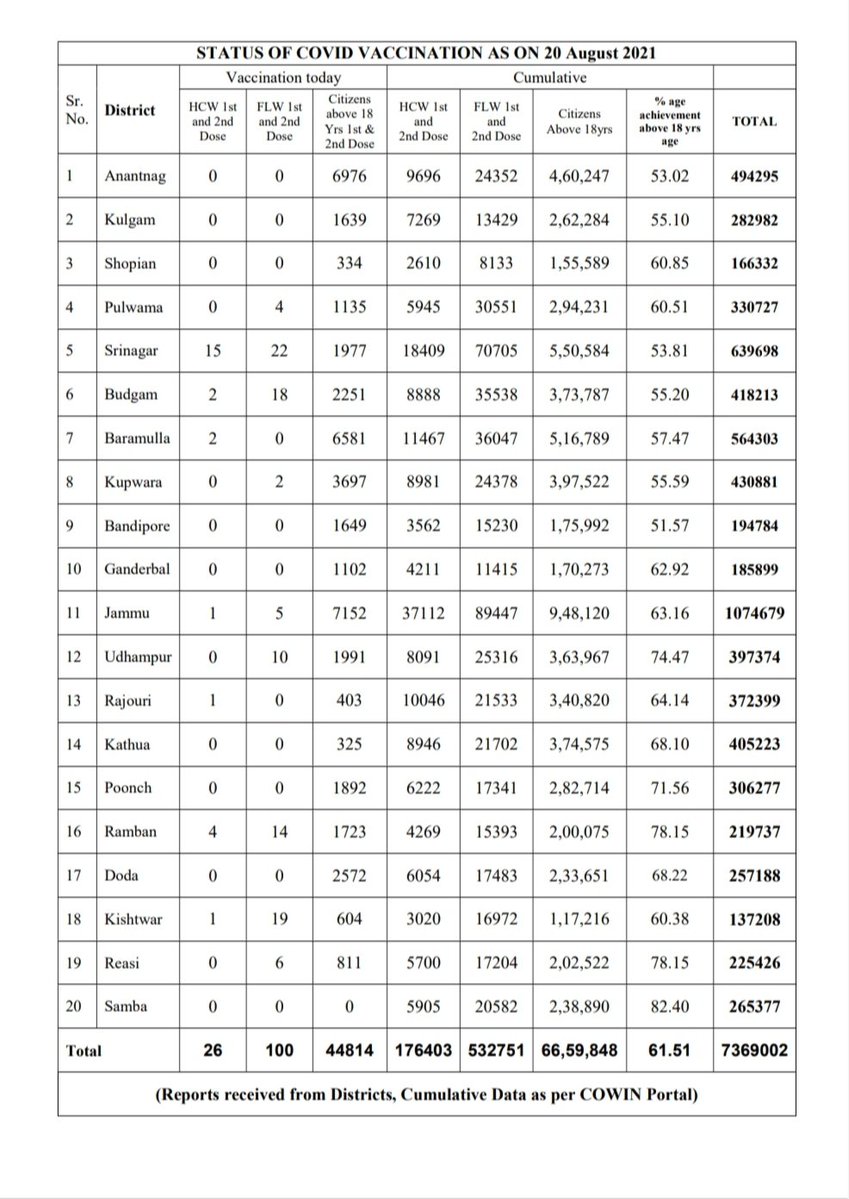 STATUS OF COVID VACCINATION AS ON 20 August 2021
Vaccination today Cumulative
Sr. No. District HCW 1st and 2nd Dose FLW 1st and 2nd Dose Citizens above 18 Yrs 1st & 2nd Dose HCW 1st and 2nd Dose FLW 1st and 2nd Dose Citizens Above 18yrs % age achievement above 18 yrs age TOTAL
1 Anantnag 0 0 6976 9696 24352 4,60,247 53.02 494295
2 Kulgam 0 0 1639 7269 13429 2,62,284 55.10 282982
3 Shopian 0 0 334 2610 8133 1,55,589 60.85 166332
4 Pulwama 0 4 1135 5945 30551 2,94,231 60.51 330727
5 Srinagar 15 22 1977 18409 70705 5,50,584 53.81 639698
6 Budgam 2 18 2251 8888 35538 3,73,787 55.20 418213
7 Baramulla 2 0 6581 11467 36047 5,16,789 57.47 564303
8 Kupwara 0 2 3697 8981 24378 3,97,522 55.59 430881
9 Bandipore 0 0 1649 3562 15230 1,75,992 51.57 194784
10 Ganderbal 0 0 1102 4211 11415 1,70,273 62.92 185899
11 Jammu 1 5 7152 37112 89447 9,48,120 63.16 1074679
12 Udhampur 0 10 1991 8091 25316 3,63,967 74.47 397374
13 Rajouri 1 0 403 10046 21533 3,40,820 64.14 372399
14 Kathua 0 0 325 8946 21702 3,74,575 68.10 405223
15 Poonch 0 0 1892 6222 17341 2,82,714 71.56 306277
16 Ramban 4 14 1723 4269 15393 2,00,075 78.15 219737
17 Doda 0 0 2572 6054 17483 2,33,651 68.22 257188
18 Kishtwar 1 19 604 3020 16972 1,17,216 60.38 137208
19 Reasi 0 6 811 5700 17204 2,02,522 78.15 225426
20 Samba 0 0 0 5905 20582 2,38,890 82.40 265377
Total 26 100 44814 176403 532751 66,59,848 61.51 7369002
(Reports received from Districts, Cumulative Data as per COWIN Portal)